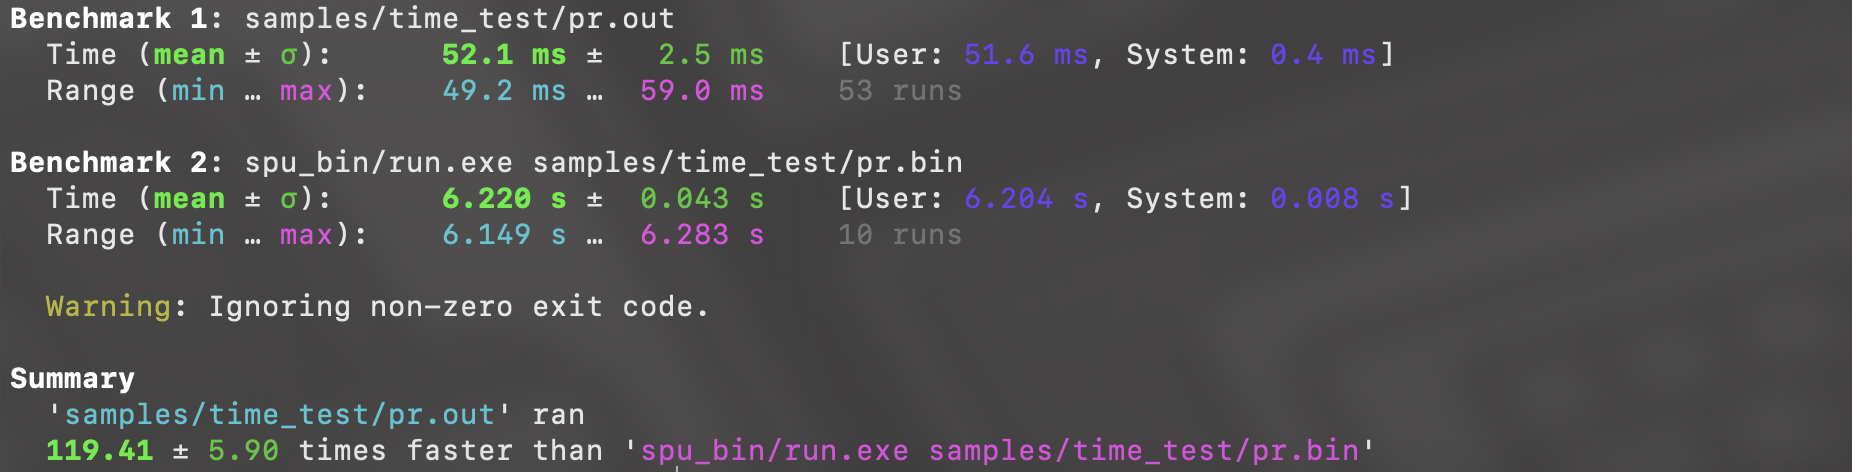 Benchmark 1: samples/time_test/pr.out
Time (mean ± σ): 52.1 ms ± 2.5 ms [User: 51.6 ms, System: 0.4 ms]
Range (min … max): 49.2 ms … 59.0 ms 53 runs
Benchmark 2: spu_bin/run.exe samples/time_test/pr.bin
Time (mean ± σ): 6.220 s ± 0.043 s [User: 6.204 s, System: 0.008 s]
Range (min … max): 6.149 s … 6.283 s 10 runs
Warning: Ignoring non-zero exit code.
Summary
'samples/time_test/pr.out' ran
119.41 ± 5.90 times faster than 'spu_bin/run.exe samples/time_test/pr.bin'